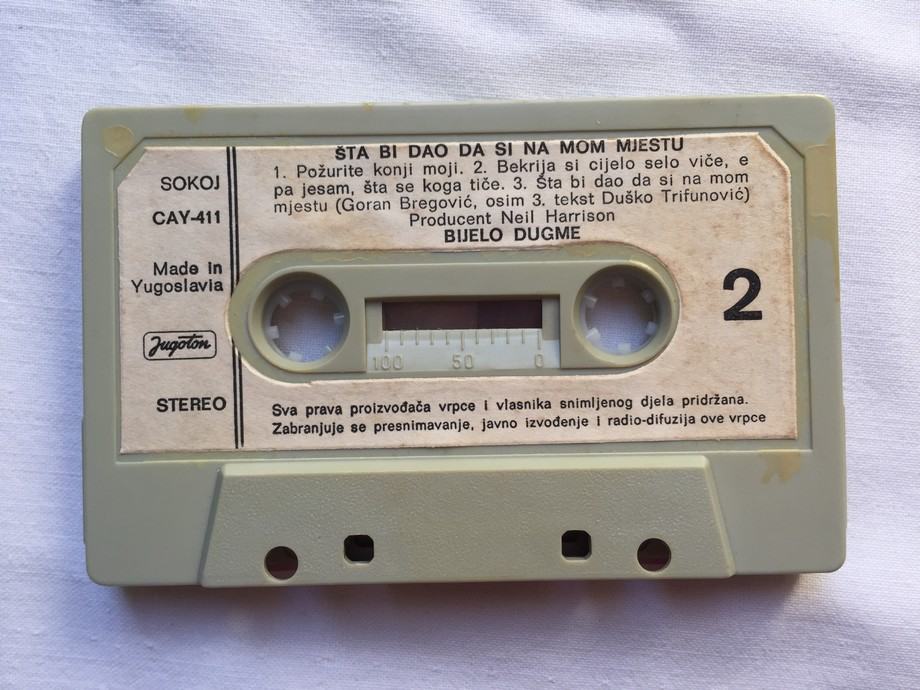 ŠTA BI DAO DA SI NA MOM MJESTU
1. Požurite konji moji. 2. Bekrija si cijelo selo viče, e
pa jesam, šta se koga tiče. 3. Šta bi dao da si na mom
mjestu (Goran Bregović, osim 3. tekst Duško Trifunović)
Producent Neil Harrison
BIJELO DUGME
SOKOJ
CAY-411
Made in
Yugoslavia
Jugoton
STEREO
2
100 50 0
Sva prava proizvođača vrpce i vlasnika snimljenog djela pridržana.
Zabranjuje se presnimavanje, javno izvođenje i radio-difuzija ove vrpce